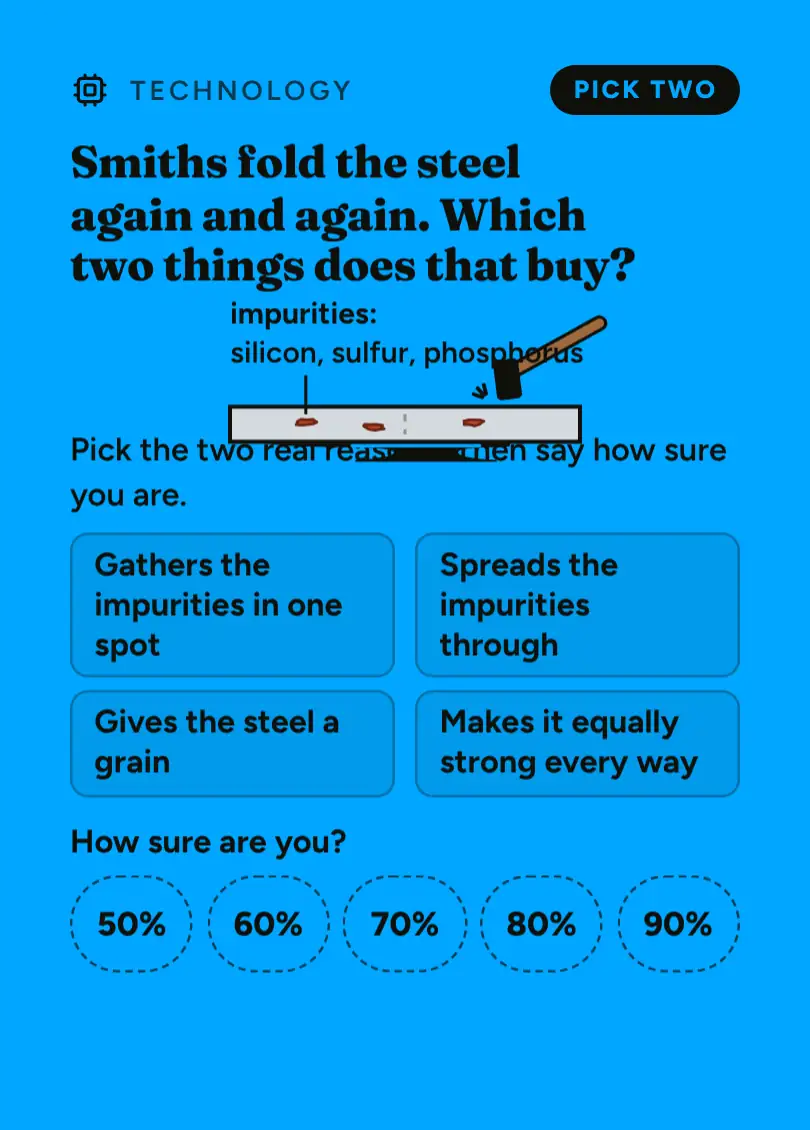 TECHNOLOGY
PICK TWO
Smiths fold the steel
again and again. Which
two things does that buy?
impurities:
silicon, sulfur, phosphorus
Pick the two real say how sure
you are.
Gathers the
impurities in one
spot
Spreads the
impurities
through
Gives the steel a
grain
Makes it equally
strong every way
How sure are you?
50%
60%
70%
80%
90%